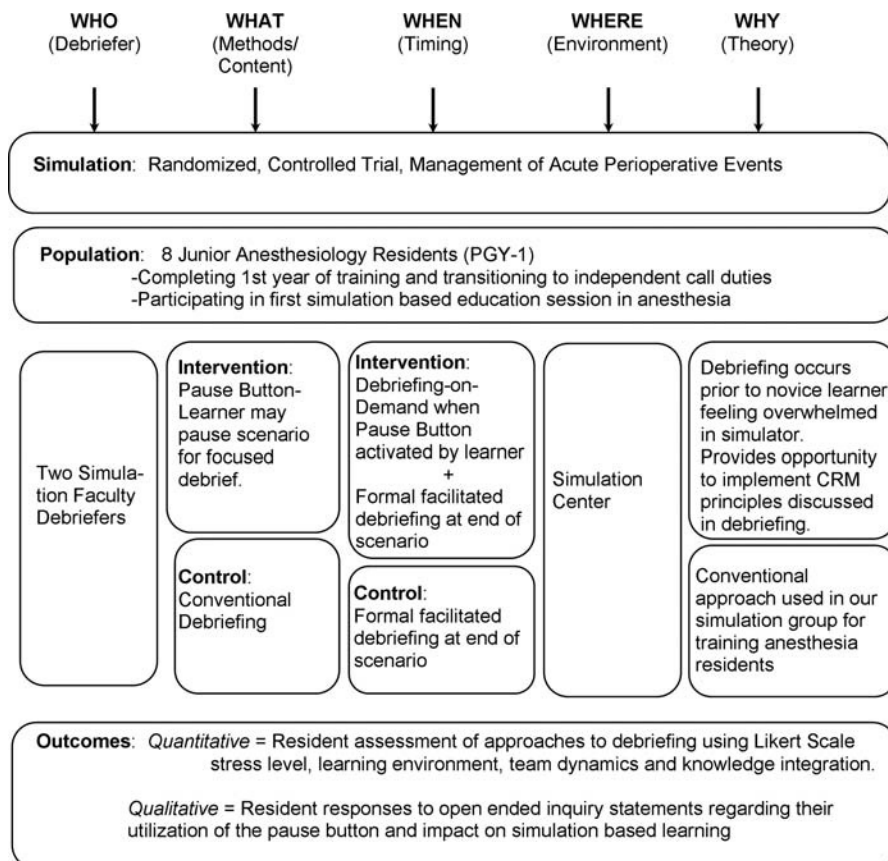 WHO
(Debriefer)
WHAT
(Methods/
Content)
WHEN
(Timing)
WHERE
(Environment)
WHY
(Theory)
Simulation: Randomized, Controlled Trial, Management of Acute Perioperative Events
Population: 8 Junior Anesthesiology Residents (PGY-1)
-Completing 1st year of training and transitioning to independent call duties
-Participating in first simulation based education session in anesthesia
Two Simula-
tion Faculty
Debriefers
Intervention:
Pause Button-
Learner may
pause scenario
for focused
debrief.
Control:
Conventional
Debriefing
Intervention:
Debriefing-on-
Demand when
Pause Button
activated by learner
+
Formal facilitated
debriefing at end of
scenario
Control:
Formal facilitated
debriefing at end of
scenario
Simulation
Center
Debriefing occurs
prior to novice learner
feeling overwhelmed
in simulator.
Provides opportunity
to implement CRM
principles discussed
in debriefing.
Conventional
approach used in our
simulation group for
training anesthesia
residents
Outcomes: Quantitative = Resident assessment of approaches to debriefing using Likert Scale
stress level, learning environment, team dynamics and knowledge integration.
Qualitative = Resident responses to open ended inquiry statements regarding their
utilization of the pause button and impact on simulation based learning